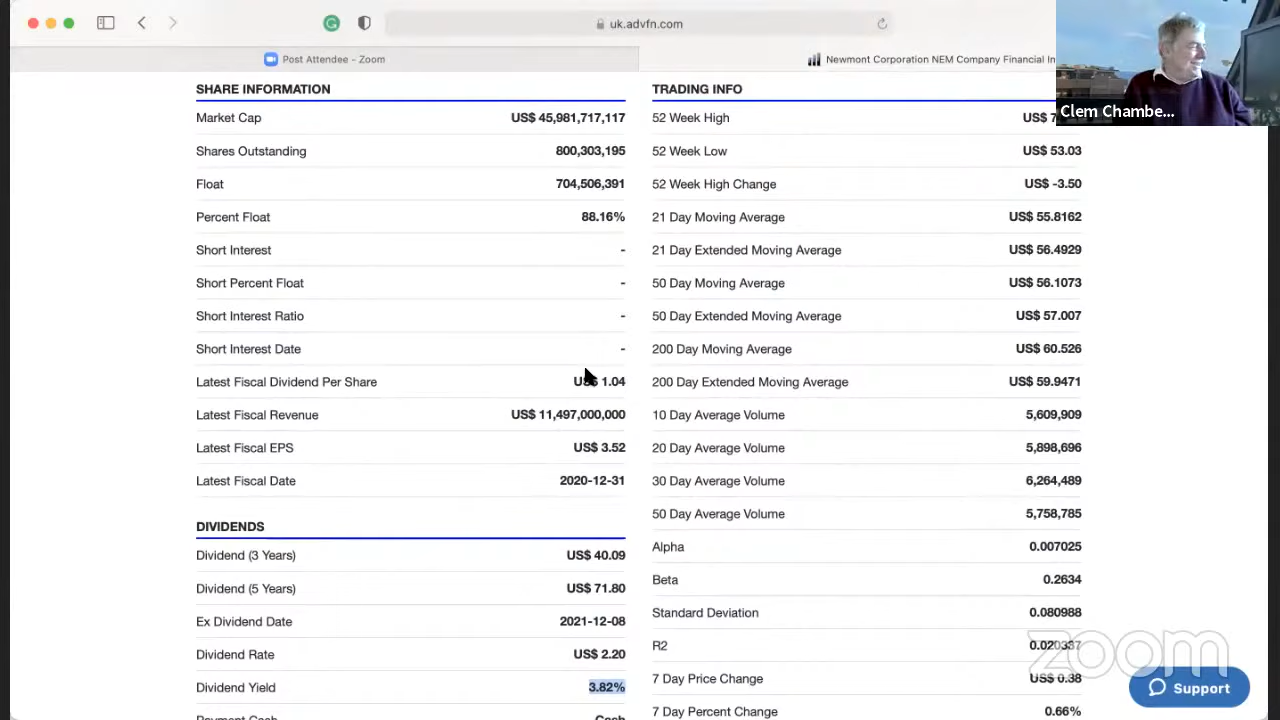 uk.advfn.com
Post Attendee – Zoom
Newmont Corporation NEM Company Financial In
Clem Chambe...
SHARE INFORMATION
Market Cap US$ 45,981,717,117
Shares Outstanding 800,303,195
Float 704,506,391
Percent Float 88.16%
Short Interest -
Short Percent Float -
Short Interest Ratio -
Short Interest Date -
Latest Fiscal Dividend Per Share US$ 1.04
Latest Fiscal Revenue US$ 11,497,000,000
Latest Fiscal EPS US$ 3.52
Latest Fiscal Date 2020-12-31
DIVIDENDS
Dividend (3 Years) US$ 40.09
Dividend (5 Years) US$ 71.80
Ex Dividend Date 2021-12-08
Dividend Rate US$ 2.20
Dividend Yield 3.82%
Payment Cash Cash
TRADING INFO
52 Week High US$ 7
52 Week Low US$ 53.03
52 Week High Change US$ -3.50
21 Day Moving Average US$ 55.8162
21 Day Extended Moving Average US$ 56.4929
50 Day Moving Average US$ 56.1073
50 Day Extended Moving Average US$ 57.007
200 Day Moving Average US$ 60.526
200 Day Extended Moving Average US$ 59.9471
10 Day Average Volume 5,609,909
20 Day Average Volume 5,898,696
30 Day Average Volume 6,264,489
50 Day Average Volume 5,758,785
Alpha 0.007025
Beta 0.2634
Standard Deviation 0.080988
R2 0.020337
7 Day Price Change US$ 0.38
7 Day Percent Change 0.66%
zoom
Support